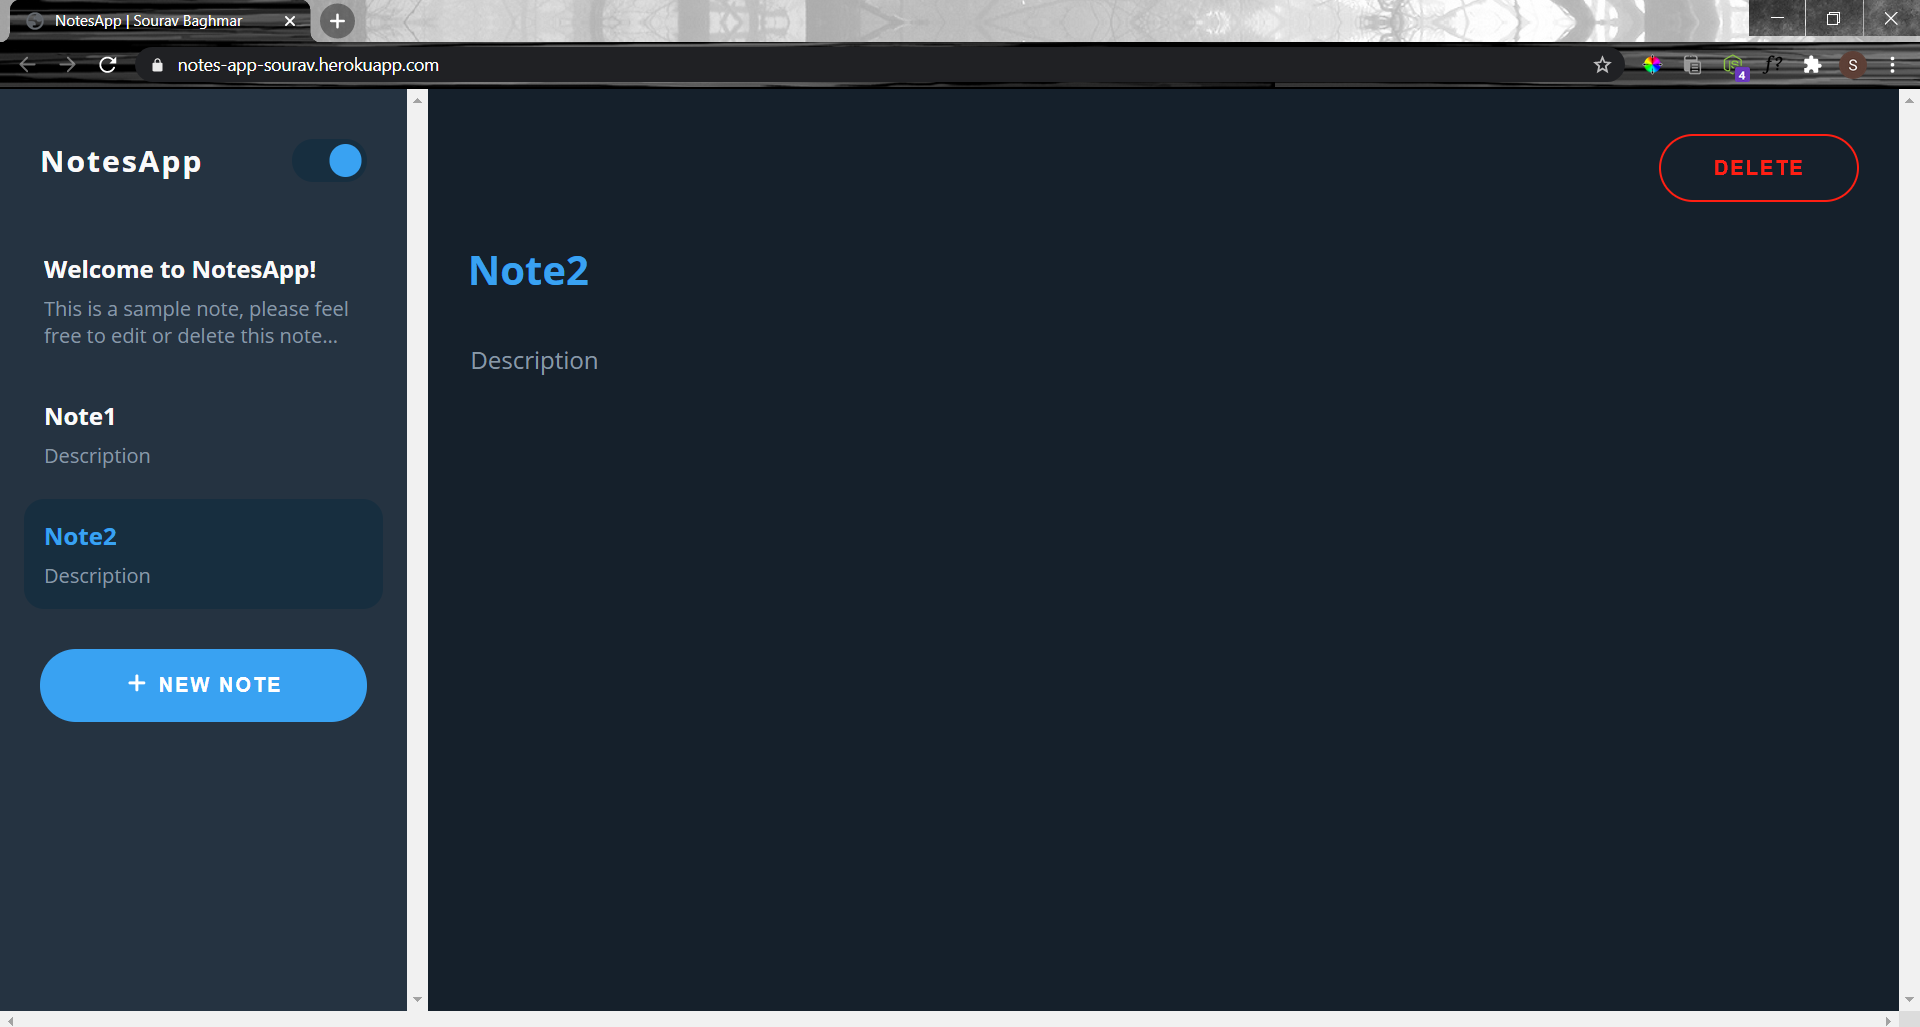 NotesApp | Sourav Baghmar
notes-app-sourav.herokuapp.com
4
f?
S
NotesApp
Welcome to NotesApp!
This is a sample note, please feel
free to edit or delete this note...
Note1
Description
Note2
Description
+ NEW NOTE
DELETE
Note2
Description